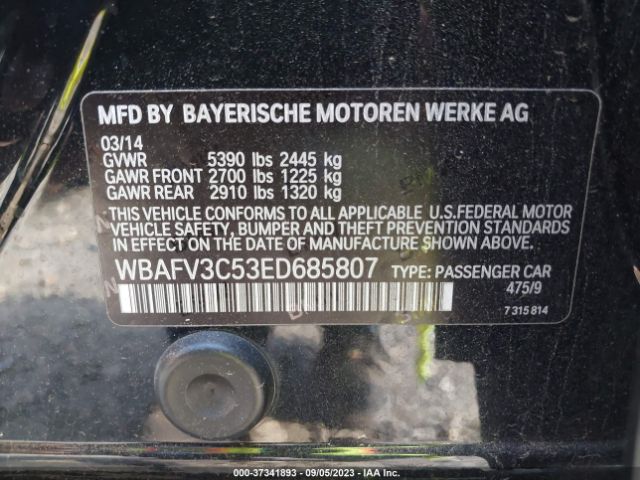 MFD BY BAYERISCHE MOTOREN WERKE AG
03/14
GVWR 5390 lbs 2445 kg
GAWR FRONT 2700 lbs 1225 kg
GAWR REAR 2910 lbs 1320 kg
THIS VEHICLE CONFORMS TO ALL APPLICABLE U.S.FEDERAL MOTOR
VEHICLE SAFETY, BUMPER AND THEFT PREVENTION
STANDARDS IN EFFECT ON THE DATE OF MANUFACTURE SHOWN ABOVE.
WBAFV3C53ED685807 TYPE: PASSENGER CAR
475/9
7 315 814
000-37341893 - 09/05/2023 - IAA Inc.